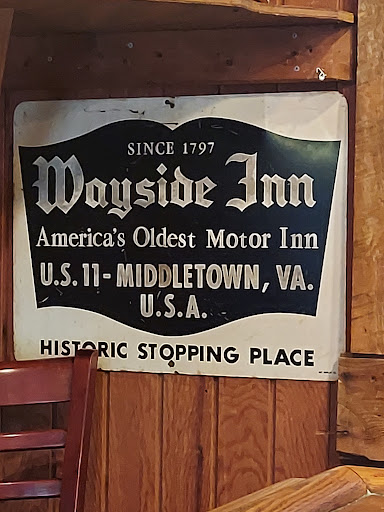 SINCE 1797
Wayside Inn
America's Oldest Motor Inn
U.S. 11 - MIDDLETOWN, VA.
U.S.A.
HISTORIC STOPPING PLACE